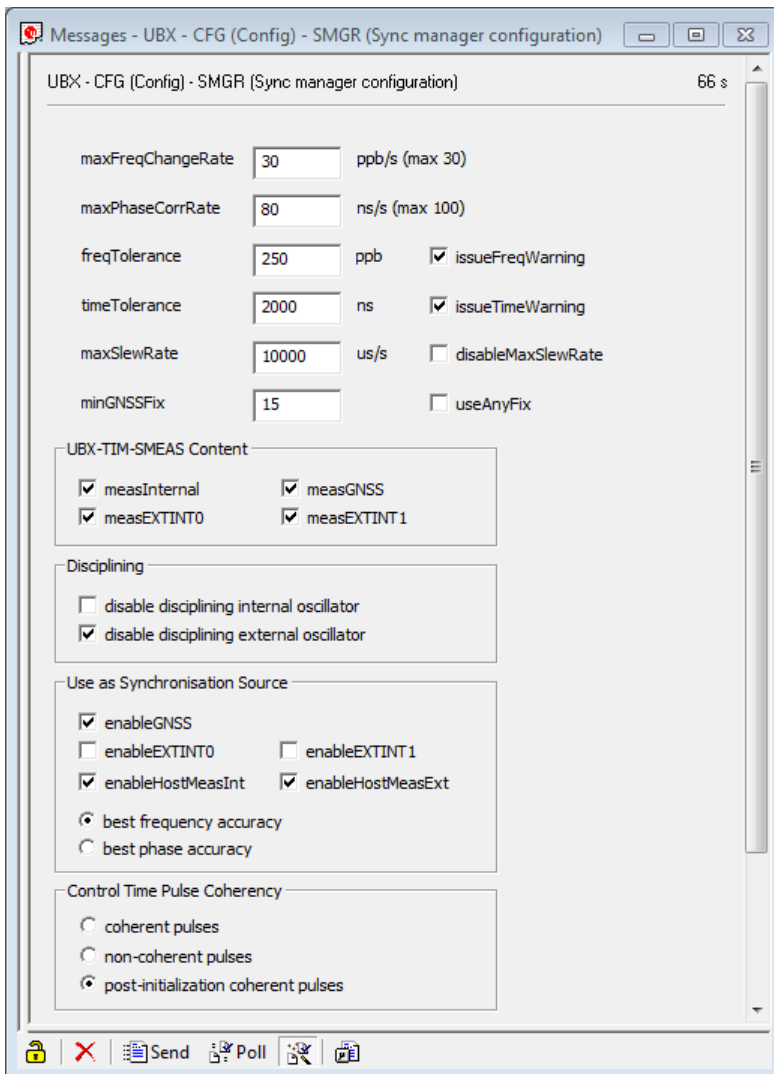 Messages - UBX - CFG (Config) - SMGR (Sync manager configuration)
UBX - CFG (Config) - SMGR (Sync manager configuration) 66 s
maxFreqChangeRate 30 ppb/s (max 30)
maxPhaseCorrRate 80 ns/s (max 100)
freqTolerance 250 ppb issueFreqWarning
timeTolerance 2000 ns issueTimeWarning
maxSlewRate 10000 us/s disableMaxSlewRate
minGNSSFix 15 useAnyFix
UBX-TIM-SMEAS Content
measInternal measGNSS
measEXTINT0 measEXTINT1
Disciplining
disable disciplining internal oscillator
disable disciplining external oscillator
Use as Synchronisation Source
enableGNSS
enableEXTINT0 enableEXTINT1
enableHostMeasInt enableHostMeasExt
best frequency accuracy
best phase accuracy
Control Time Pulse Coherency
coherent pulses
non-coherent pulses
post-initialization coherent pulses
Send Poll